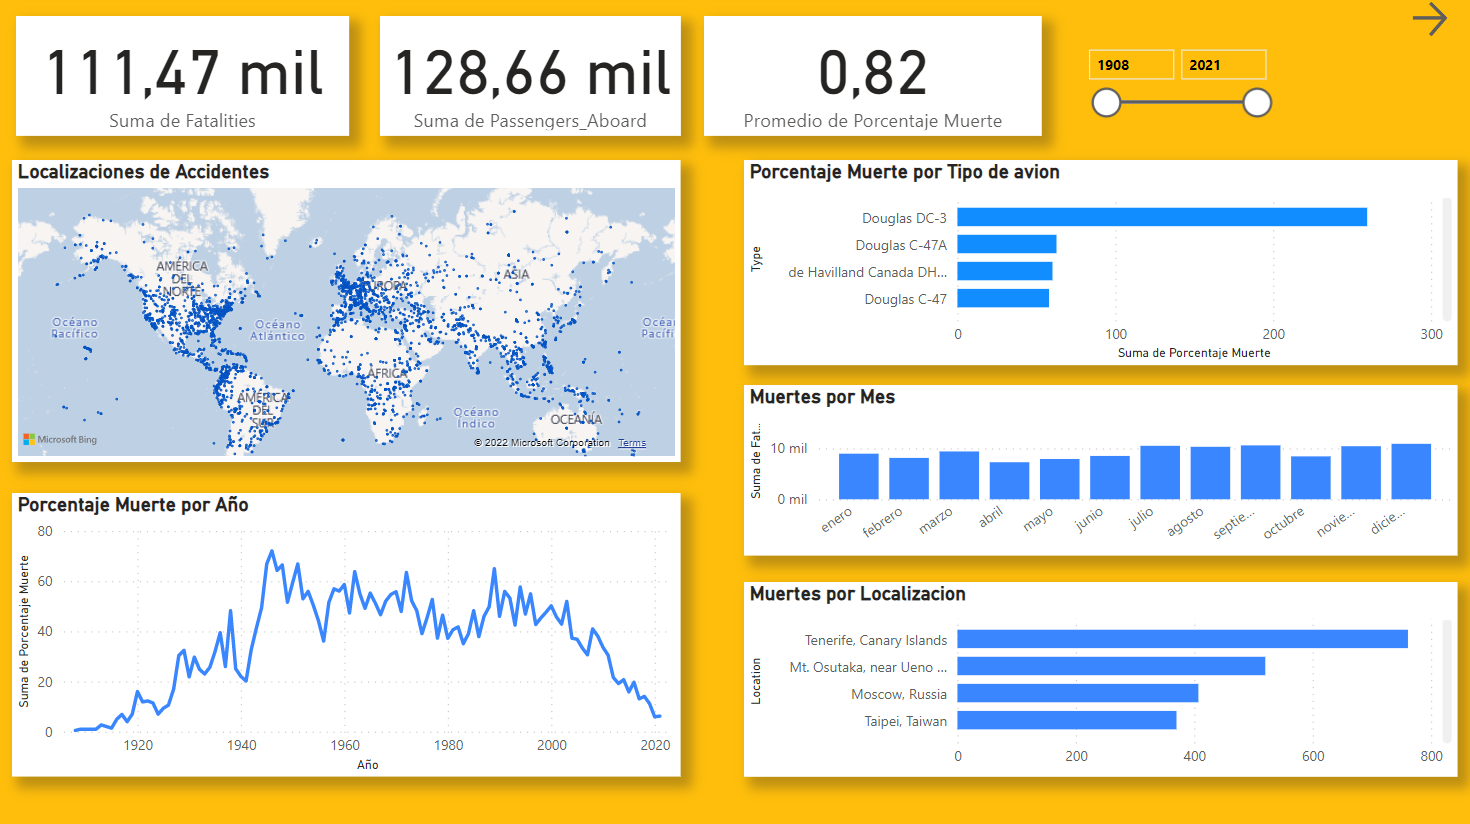 111,47 mil
Suma de Fatalities
128,66 mil
Suma de Passengers_Aboard
0,82
Promedio de Porcentaje Muerte
1908
2021
Localizaciones de Accidentes
AMÉRICA
DEL
NORTE
EUROPA
ASIA
Océano
Pacífico
Océano
Atlántico
Océa
Pacífi
ÁFRICA
AMÉRICA
DEL
SUR
Océano
Índico
OCEANÍA
Microsoft Bing
© 2022 Microsoft Corporation Terms
Porcentaje Muerte por Año
Suma de Porcentaje Muerte
80
60
40
20
0
1920
1940
1960
1980
2000
2020
Año
Porcentaje Muerte por Tipo de avion
Type
Douglas DC-3
Douglas C-47A
de Havilland Canada DH...
Douglas C-47
0
100
200
300
Suma de Porcentaje Muerte
Muertes por Mes
Suma de Fat...
10 mil
0 mil
enero
febrero
marzo
abril
mayo
junio
julio
agosto
septie...
octubre
novie...
dicie...
Muertes por Localizacion
Location
Tenerife, Canary Islands
Mt. Osutaka, near Ueno ...
Moscow, Russia
Taipei, Taiwan
0
200
400
600
800